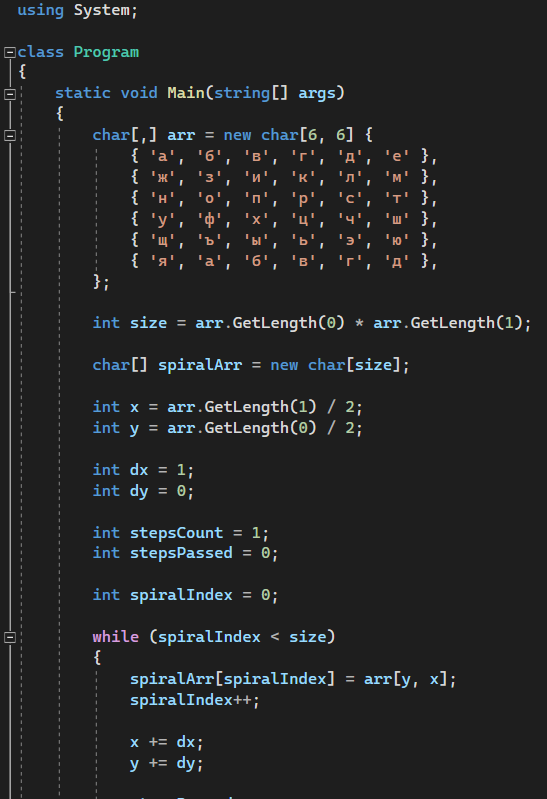 using System;
class Program
{
static void Main(string[] args)
{
char[,] arr = new char[6, 6] {
{ 'а', 'б', 'в', 'г', 'д', 'е' },
{ 'ж', 'з', 'и', 'к', 'л', 'м' },
{ 'н', 'о', 'п', 'р', 'с', 'т' },
{ 'у', 'ф', 'х', 'ц', 'ч', 'ш' },
{ 'щ', 'ъ', 'ы', 'ь', 'э', 'ю' },
{ 'я', 'а', 'б', 'в', 'г', 'д' },
};
int size = arr.GetLength(0) * arr.GetLength(1);
char[] spiralArr = new char[size];
int x = arr.GetLength(1) / 2;
int y = arr.GetLength(0) / 2;
int dx = 1;
int dy = 0;
int stepsCount = 1;
int stepsPassed = 0;
int spiralIndex = 0;
while (spiralIndex < size)
{
spiralArr[spiralIndex] = arr[y, x];
spiralIndex++;
x += dx;
y += dy;